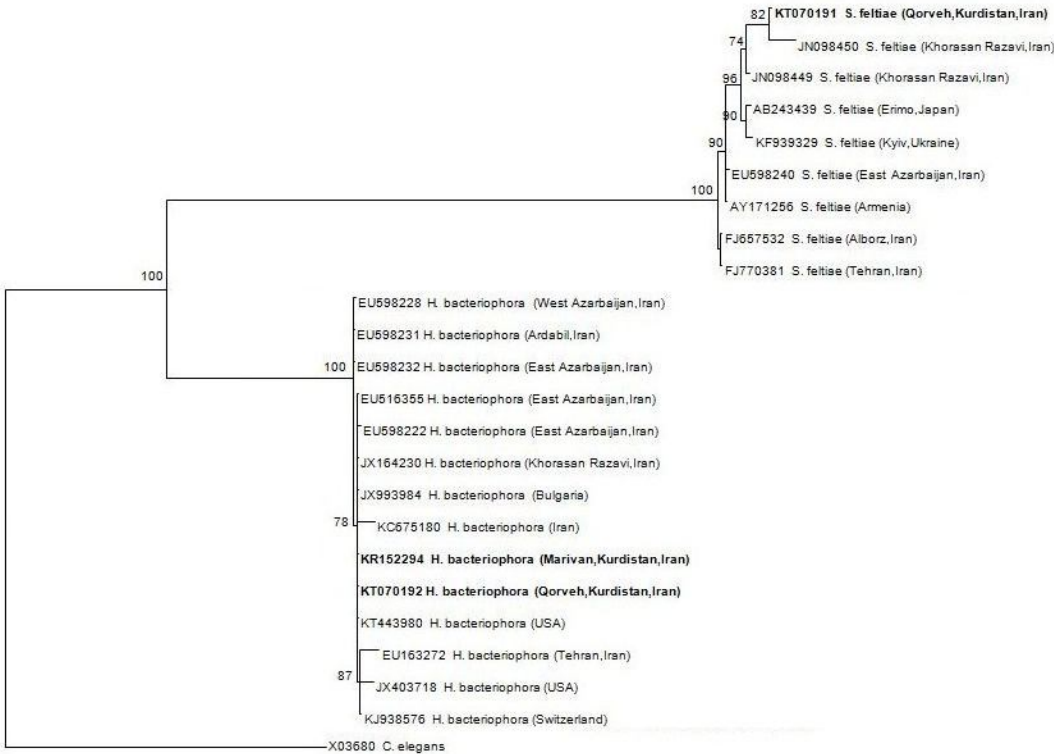 82 KT070191 S. feltiae (Qorveh,Kurdistan,Iran)
74 JN098450 S. feltiae (Khorasan Razavi,Iran)
96 JN098449 S. feltiae (Khorasan Razavi,Iran)
90 AB243439 S. feltiae (Erimo,Japan)
90 KF939329 S. feltiae (Kyiv,Ukraine)
EU598240 S. feltiae (East Azarbaijan,Iran)
100
AY171256 S. feltiae (Armenia)
FJ657532 S. feltiae (Alborz,Iran)
FJ770381 S. feltiae (Tehran,Iran)
100
EU598228 H. bacteriophora (West Azarbaijan,Iran)
EU598231 H. bacteriophora (Ardabil,Iran)
100 EU598232 H. bacteriophora (East Azarbaijan,Iran)
EU516355 H. bacteriophora (East Azarbaijan,Iran)
EU598222 H. bacteriophora (East Azarbaijan,Iran)
JX164230 H. bacteriophora (Khorasan Razavi,Iran)
JX993984 H. bacteriophora (Bulgaria)
78 KC675180 H. bacteriophora (Iran)
KR152294 H. bacteriophora (Marivan,Kurdistan,Iran)
KT070192 H. bacteriophora (Qorveh,Kurdistan,Iran)
KT443980 H. bacteriophora (USA)
EU163272 H. bacteriophora (Tehran,Iran)
87 JX403718 H. bacteriophora (USA)
KJ938576 H. bacteriophora (Switzerland)
X03680 C. elegans